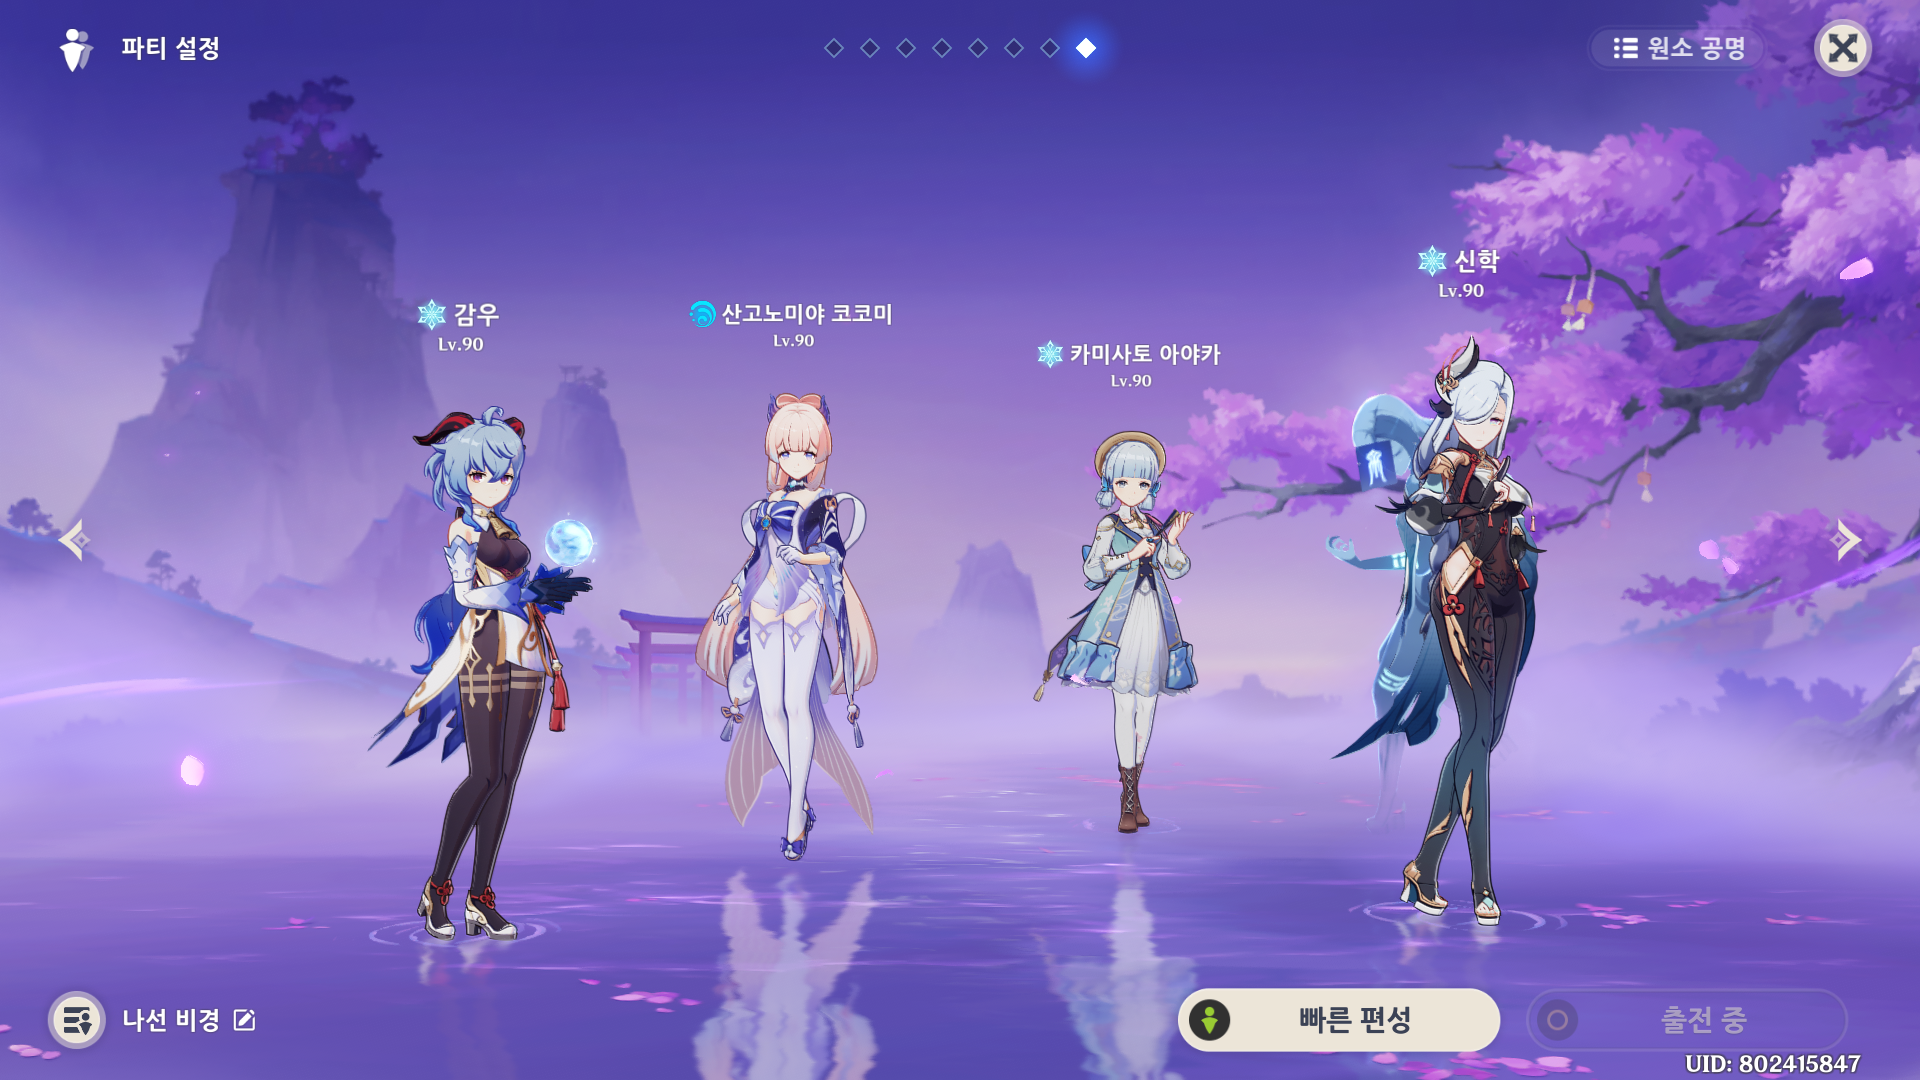 파티 설정
원소 공명
신학
Lv.90
감우
Lv.90
산고노미야 코코미
Lv.90
카미사토 아야카
Lv.90
나선 비경
빠른 편성
출전 중
UID: 802415847